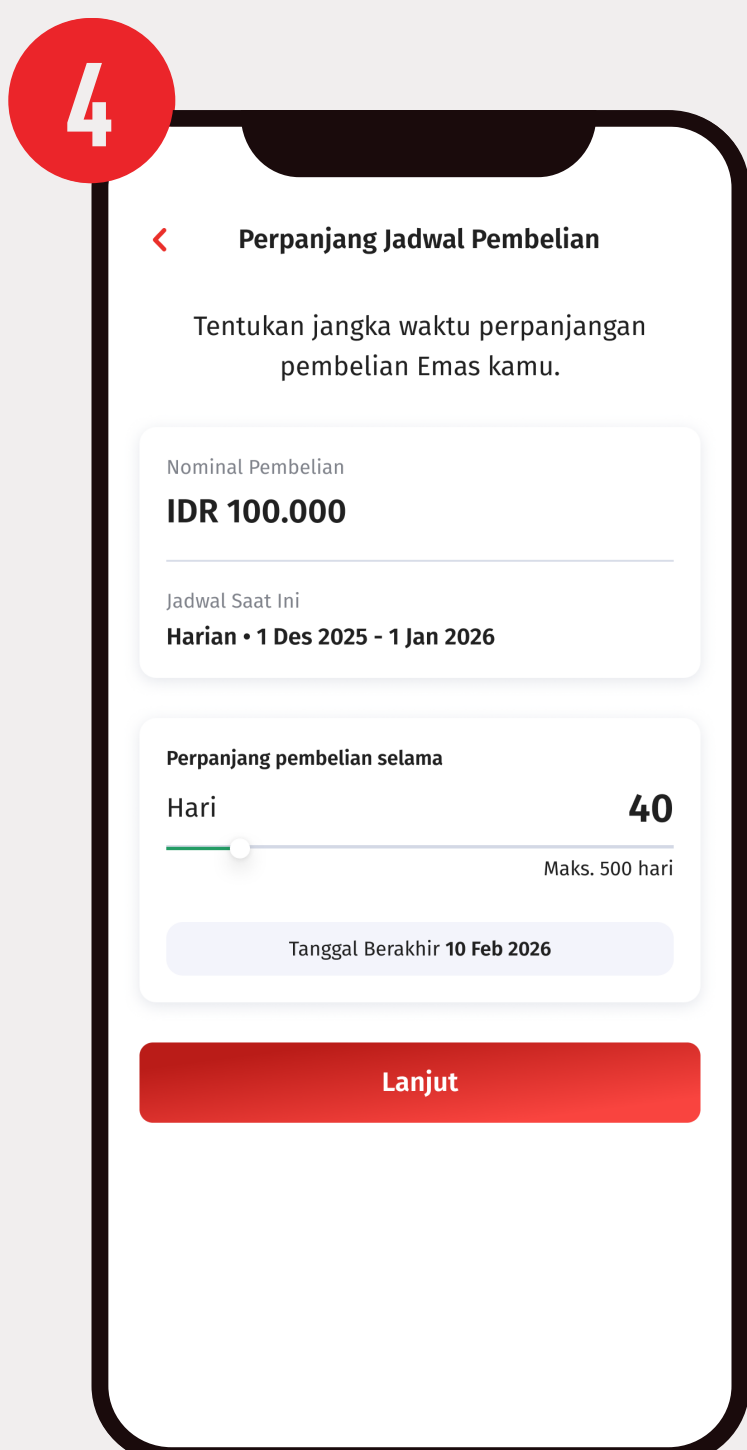 4
Perpanjang Jadwal Pembelian
Tentukan jangka waktu perpanjangan
pembelian Emas kamu.
Nominal Pembelian
IDR 100.000
Jadwal Saat Ini
Harian • 1 Des 2025 - 1 Jan 2026
Perpanjang pembelian selama
Hari 40
Maks. 500 hari
Tanggal Berakhir 10 Feb 2026
Lanjut